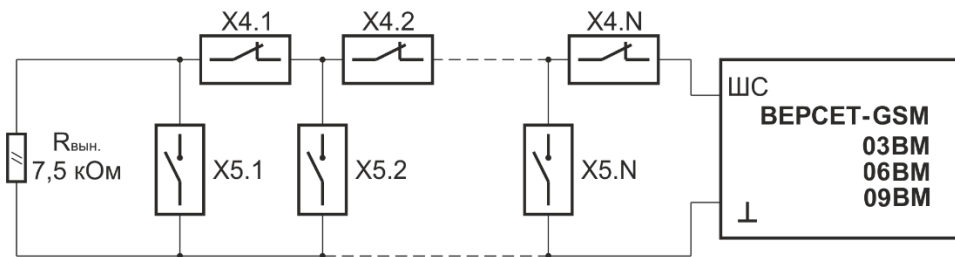 X4.1
X4.2
X4.N
ШС
ВЕРСЕТ-GSM
03ВМ
06ВМ
09ВМ
Rвын.
7,5 кОм
X5.1
X5.2
X5.N
⊥